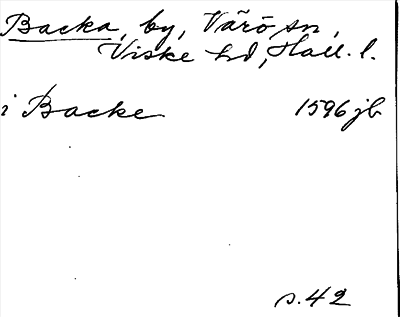 Backa, by, Värö sn,
Viske hd, Hall. l.
i Backe 1596 jb
s. 42